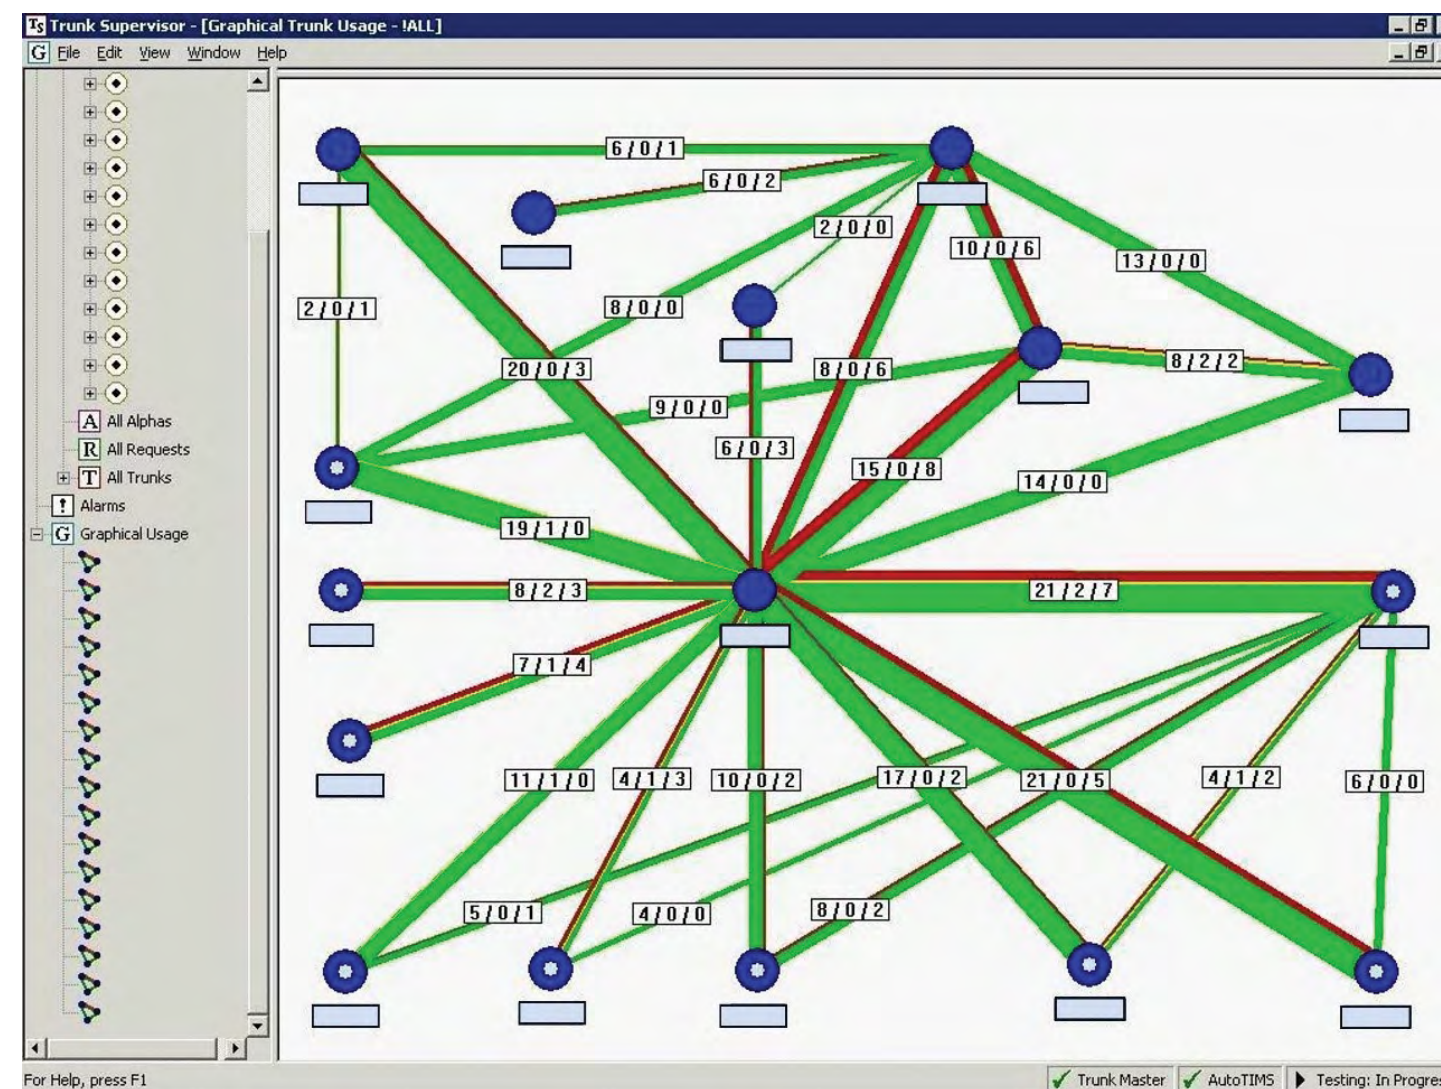 TS Trunk Supervisor - [Graphical Trunk Usage - !ALL]
G File Edit View Window Help
A All Alphas
R All Requests
T All Trunks
! Alarms
G Graphical Usage
6/0/1
6/0/2
2/0/0
10/0/6
13/0/0
2/0/1
8/0/0
20/0/3
8/0/6
8/2/2
9/0/0
6/0/3
15/0/8
14/0/0
19/1/0
8/2/3
21/2/7
7/1/4
11/1/0
4/1/3
10/0/2
17/0/2
21/0/5
4/1/2
6/0/0
5/0/1
4/0/0
8/0/2
For Help, press F1
Trunk Master
AutoTIMS
Testing: In Progre